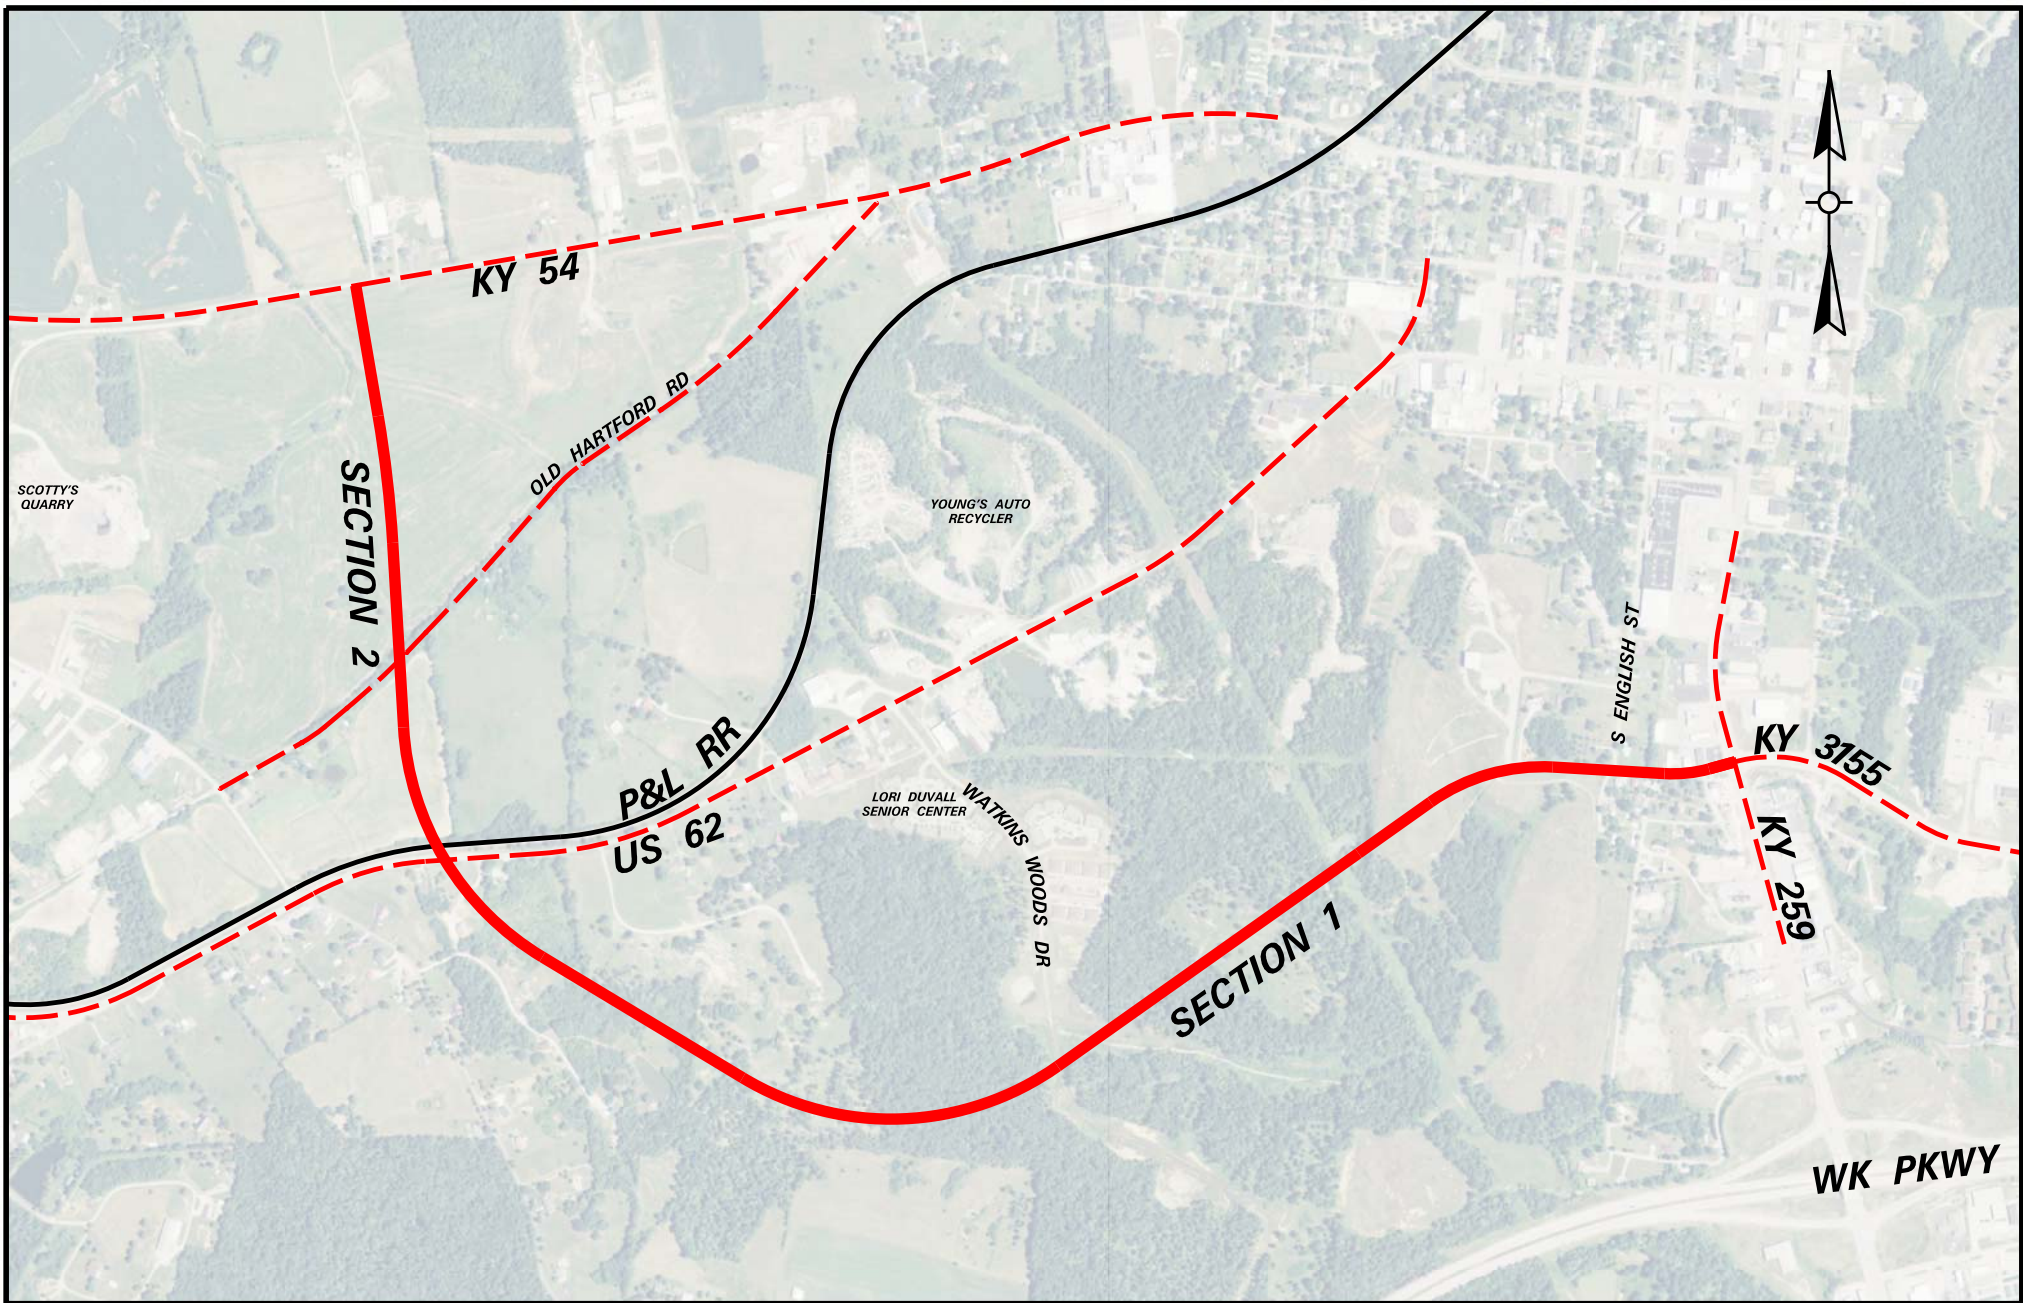 KY 54
OLD HARTFORD RD
SECTION 2
SCOTTY'S
QUARRY
YOUNG'S AUTO
RECYCLER
S ENGLISH ST
P&L RR
US 62
LORI DUVALL
SENIOR CENTER
WATKINS WOODS DR
KY 3155
KY 259
SECTION 1
WK PKWY